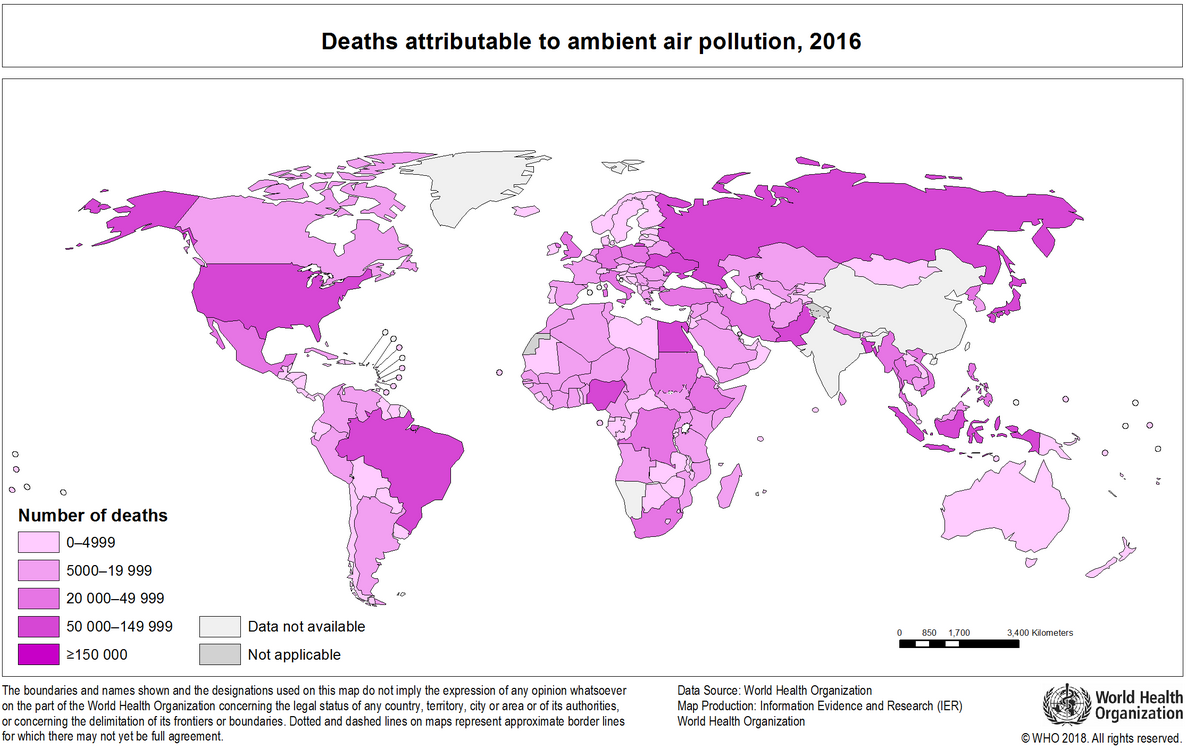 Deaths attributable to ambient air pollution, 2016
Number of deaths
0–4999
5000–19 999
20 000–49 999
50 000–149 999
≥150 000
Data not available
Not applicable
0 850 1,700 3,400 Kilometers
The boundaries and names shown and the designations used on this map do not imply the expression of any opinion whatsoever
on the part of the World Health Organization concerning the legal status of any country, territory, city or area or of its authorities,
or concerning the delimitation of its frontiers or boundaries. Dotted and dashed lines on maps represent approximate border lines
for which there may not yet be full agreement.
Data Source: World Health Organization
Map Production: Information Evidence and Research (IER)
World Health Organization
World Health
Organization
© WHO 2018. All rights reserved.